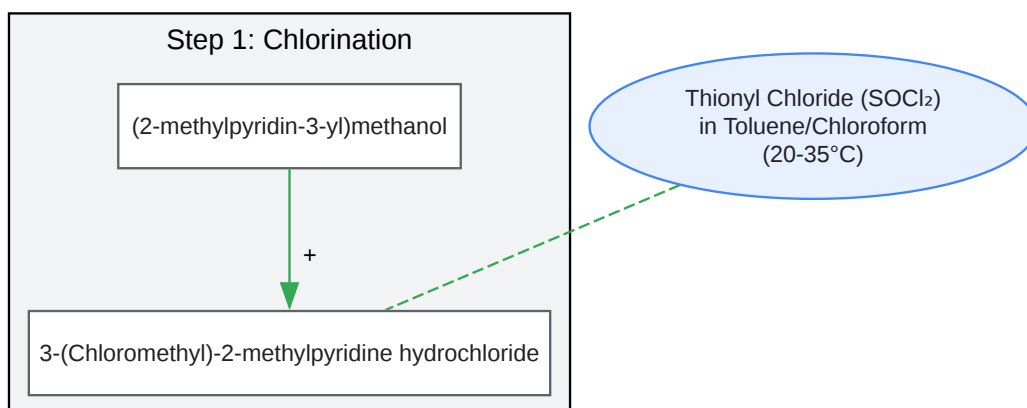 Step 1: Chlorination
(2-methylpyridin-3-yl)methanol
Thionyl Chloride (SOCl₂)
in Toluene/Chloroform
(20-35°C)
+
3-(Chloromethyl)-2-methylpyridine hydrochloride